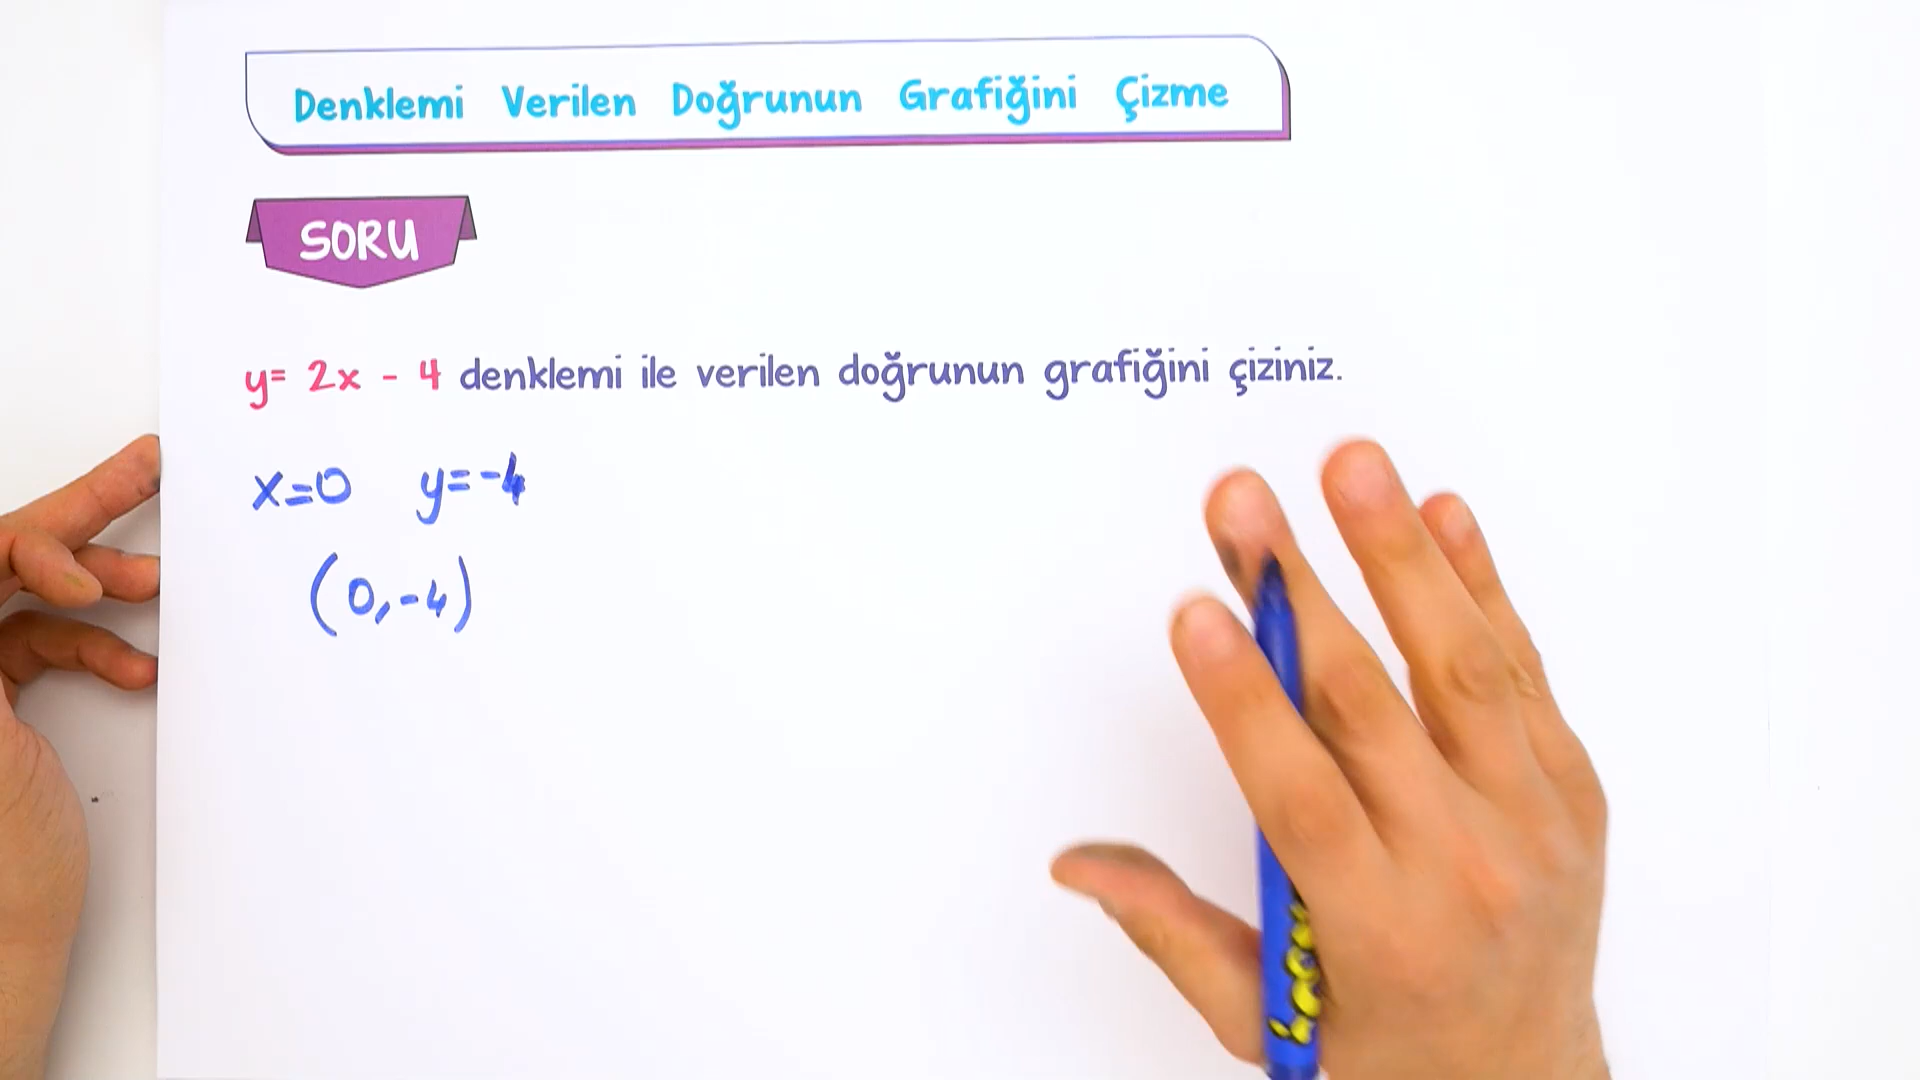 Denklemi Verilen Doğrunun Grafiğini Çizme
SORU
y= 2x - 4 denklemi ile verilen doğrunun grafiğini çiziniz.
x=0 y=-4
(0,-4)